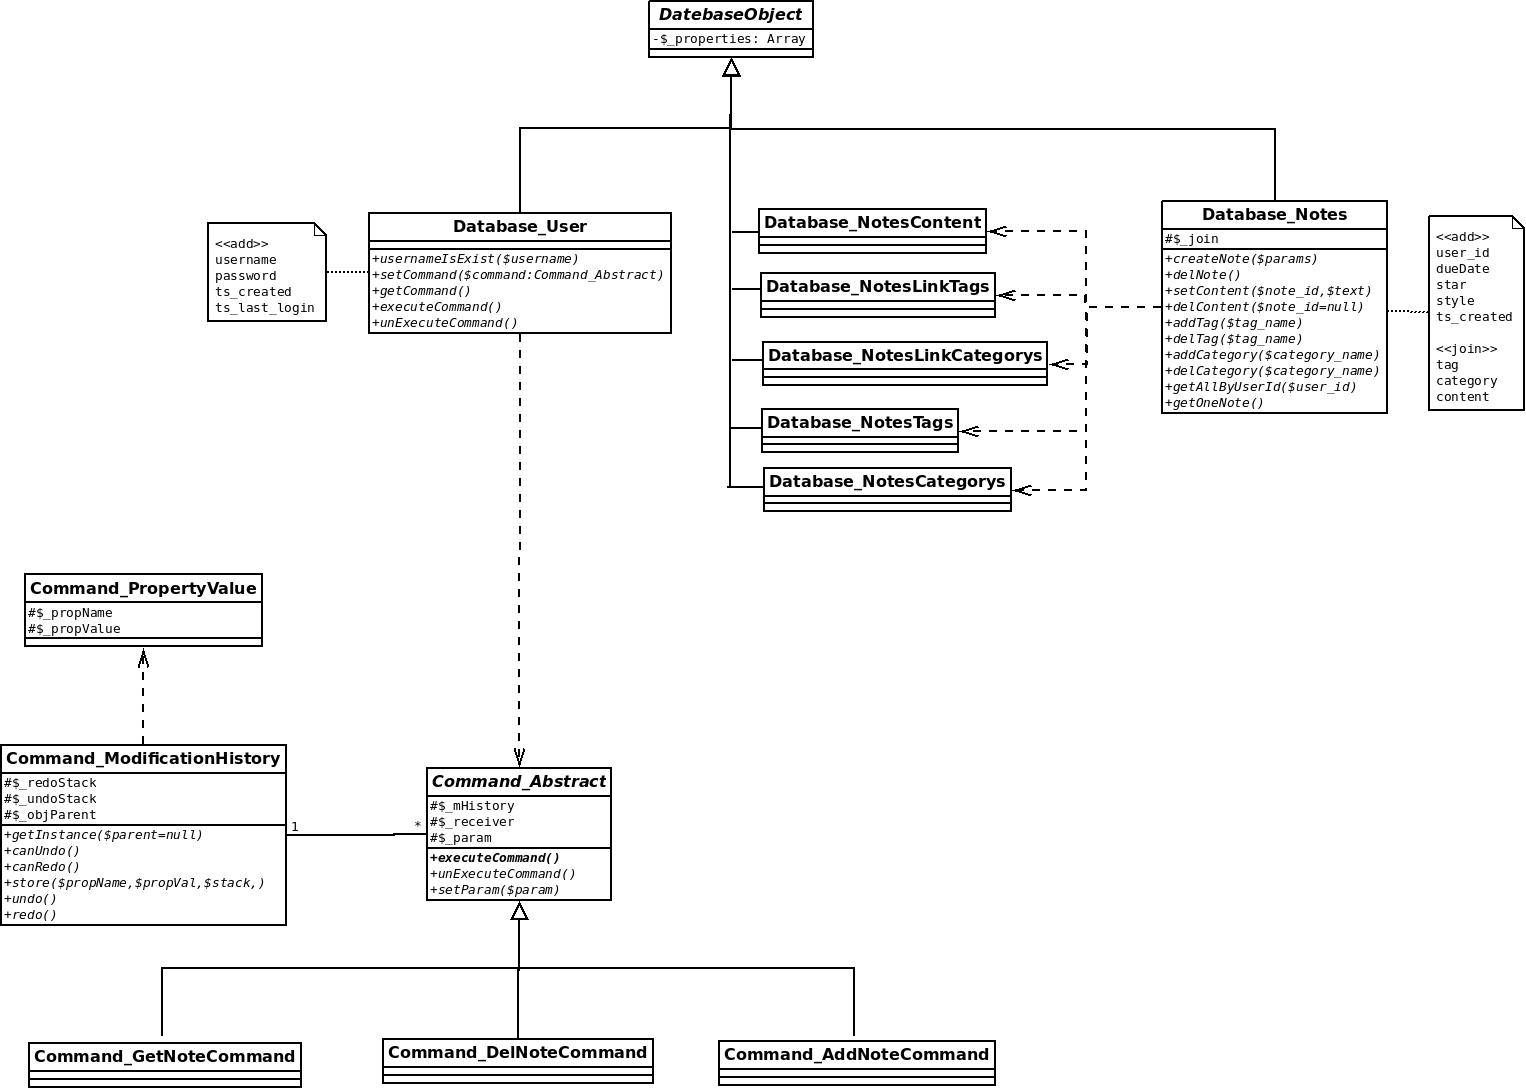 DatebaseObject
-$_properties: Array
<<add>>
username
password
ts_created
ts_last_login
Database_User
+usernameIsExist($username)
+setCommand($command:Command_Abstract)
+getCommand()
+executeCommand()
+unExecuteCommand()
Database_NotesContent
Database_NotesLinkTags
Database_NotesLinkCategorys
Database_NotesTags
Database_NotesCategorys
Database_Notes
#$_join
+createNote($params)
+delNote()
+setContent($note_id,$text)
+delContent($note_id=null)
+addTag($tag_name)
+delTag($tag_name)
+addCategory($category_name)
+delCategory($category_name)
+getAllByUserId($user_id)
+getOneNote()
<<add>>
user_id
dueDate
star
style
ts_created
<<join>>
tag
category
content
Command_PropertyValue
#$_propName
#$_propValue
Command_ModificationHistory
#$_redoStack
#$_undoStack
#$_objParent
+getInstance($parent=null)
+canUndo()
+canRedo()
+store($propName,$propVal,$stack,)
+undo()
+redo()
1
*
Command_Abstract
#$_mHistory
#$_receiver
#$_param
+executeCommand()
+unExecuteCommand()
+setParam($param)
Command_GetNoteCommand
Command_DelNoteCommand
Command_AddNoteCommand